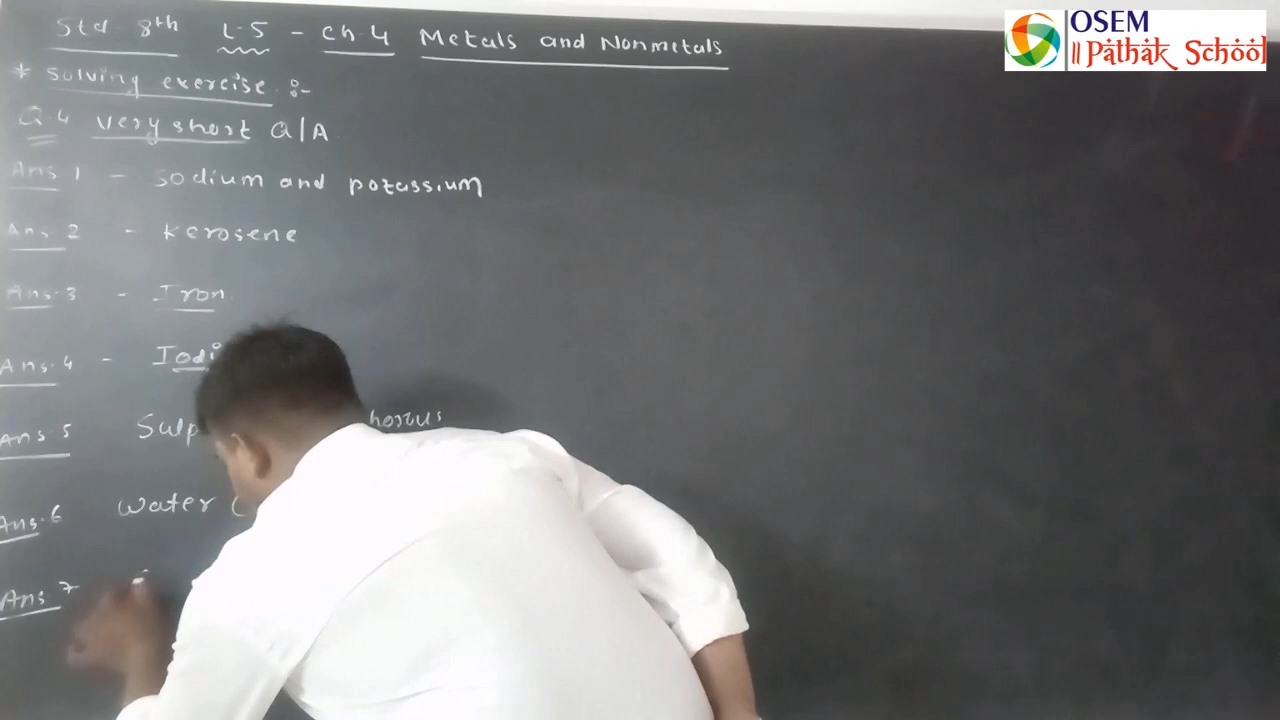 Std. 8th L-5 - Ch.4 Metals and Nonmetals
* Solving exercise :-
Q.4 Very short Q/A
Ans 1 - Sodium and potassium
Ans. 2 - Kerosene
Ans. 3 - Iron
Ans. 4 - Iodi
Ans. 5 Sulp horus
Ans. 6 Water (
Ans. 7
OSEM
|| Pathak School